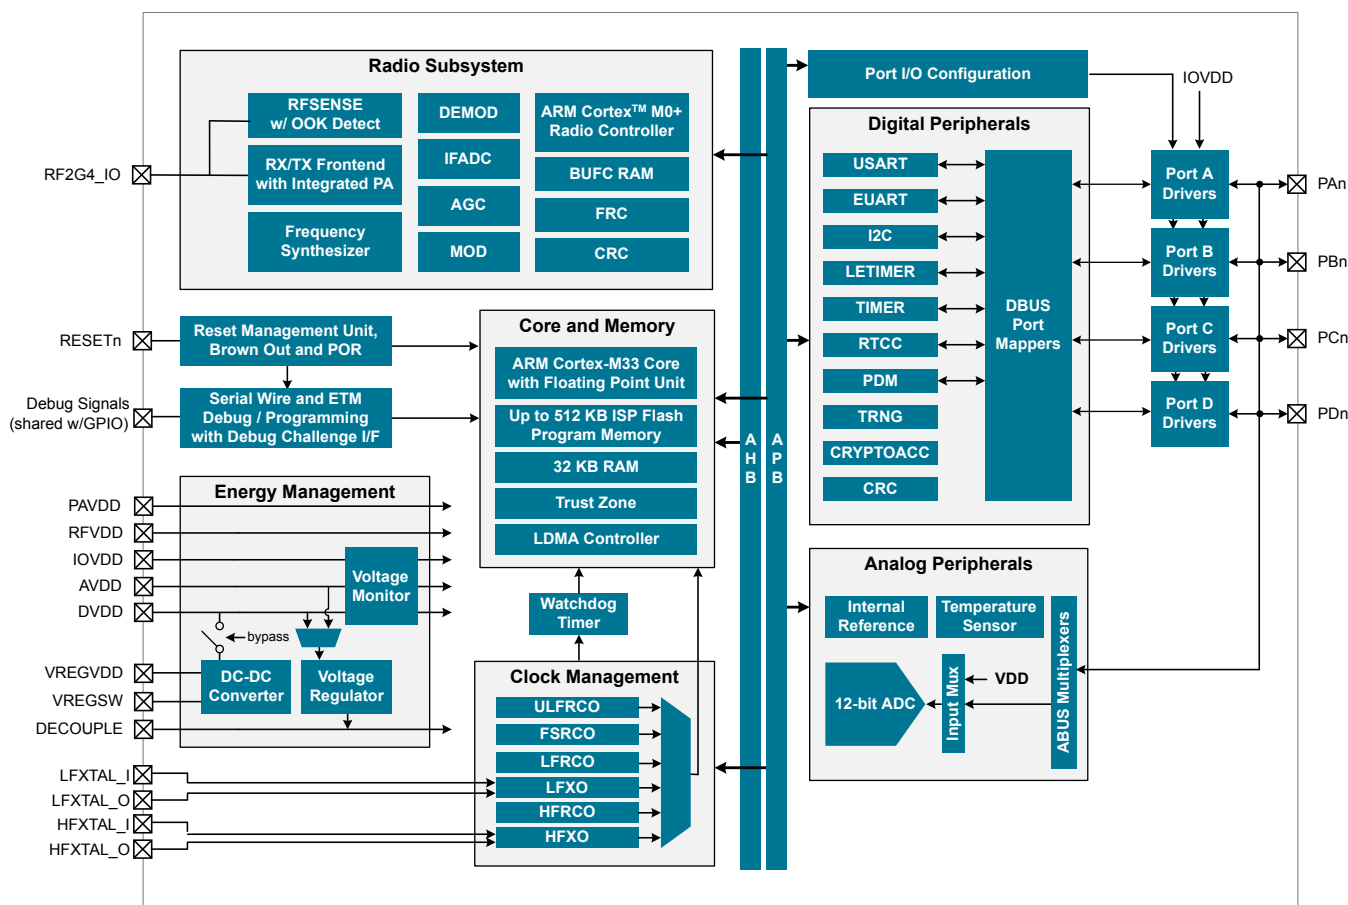 Radio Subsystem
RFSENSE
w/ OOK Detect
RX/TX Frontend
with Integrated PA
Frequency
Synthesizer
DEMOD
IFADC
AGC
MOD
ARM Cortex™ M0+
Radio Controller
BUFC RAM
FRC
CRC
RF2G4_IO
RESETn
Reset Management Unit,
Brown Out and POR
Debug Signals
(shared w/GPIO)
Serial Wire and ETM
Debug / Programming
with Debug Challenge I/F
Core and Memory
ARM Cortex-M33 Core
with Floating Point Unit
Up to 512 KB ISP Flash
Program Memory
32 KB RAM
Trust Zone
LDMA Controller
Energy Management
PAVDD
RFVDD
IOVDD
AVDD
DVDD
VREGVDD
VREGSW
DECOUPLE
Voltage
Monitor
bypass
DC-DC
Converter
Voltage
Regulator
Watchdog
Timer
Clock Management
ULFRCO
FSRCO
LFRCO
LFXO
HFRCO
HFXO
LFXTAL_I
LFXTAL_O
HFXTAL_I
HFXTAL_O
AHB
APB
Port I/O Configuration
IOVDD
Digital Peripherals
USART
EUART
I2C
LETIMER
TIMER
RTCC
PDM
TRNG
CRYPTOACC
CRC
DBUS
Port
Mappers
Port A
Drivers
Port B
Drivers
Port C
Drivers
Port D
Drivers
PAn
PBn
PCn
PDn
Analog Peripherals
Internal
Reference
Temperature
Sensor
12-bit ADC
Input Mux
VDD
ABUS Multiplexers